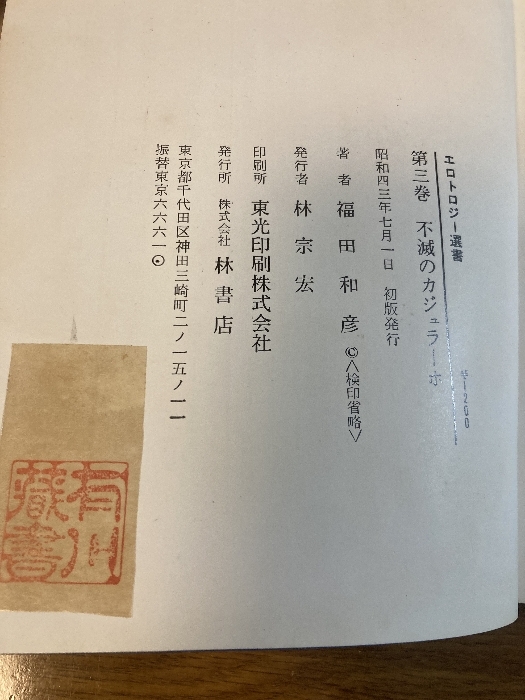 エロトロジー選書
第三巻 不滅のカジュラーホ
¥1200
昭和四三年七月一日 初版発行
著者 福田和彦 ©〈検印省略〉
発行者 林宗宏
印刷所 東光印刷株式会社
発行所 株式会社 林書店
東京都千代田区神田三崎町二ノ一五ノ一一
振替東京六六六一⊙
有川
蔵書